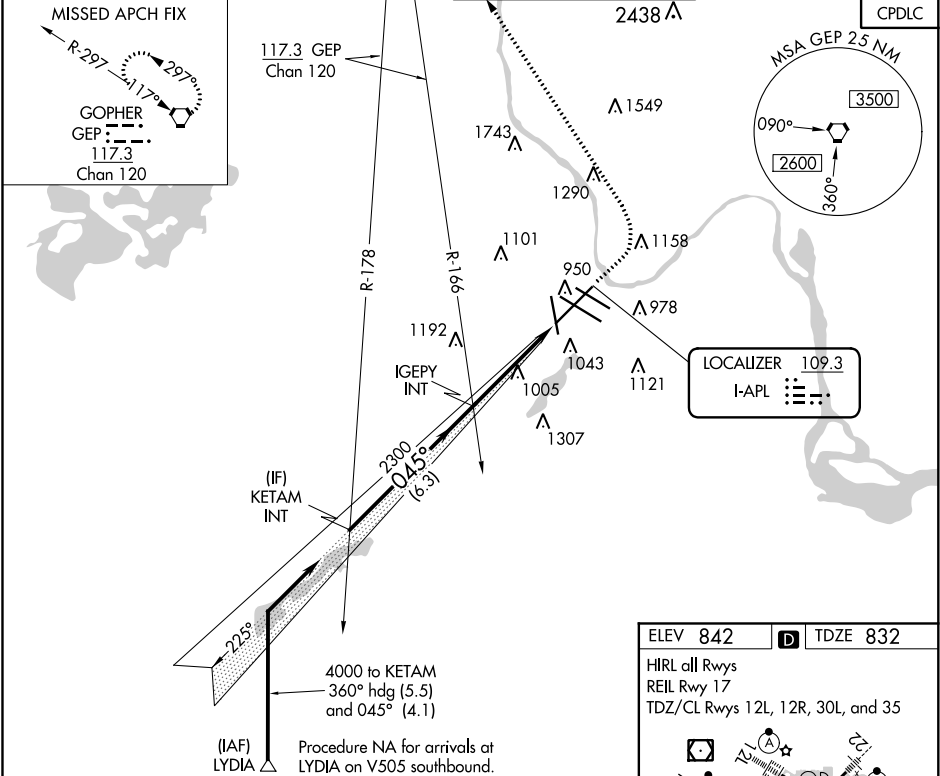 MISSED APCH FIX
R-297
297°
117°
GOPHER
GEP
117.3
Chan 120
117.3 GEP
Chan 120
2438
CPDLC
MSA GEP 25 NM
3500
090°
2600
360°
1549
1743
1290
1101
1158
950
978
R-178
R-166
1192
IGEPY
INT
1043
1005
1121
1307
LOCALIZER 109.3
I-APL
2300
045°
(6.3)
(IF)
KETAM
INT
225°
4000 to KETAM
360° hdg (5.5)
and 045° (4.1)
(IAF)
LYDIA
Procedure NA for arrivals at
LYDIA on V505 southbound.
ELEV 842 D TDZE 832
HIRL all Rwys
REIL Rwy 17
TDZ/CL Rwys 12L, 12R, 30L, and 35
A
12L
22
D